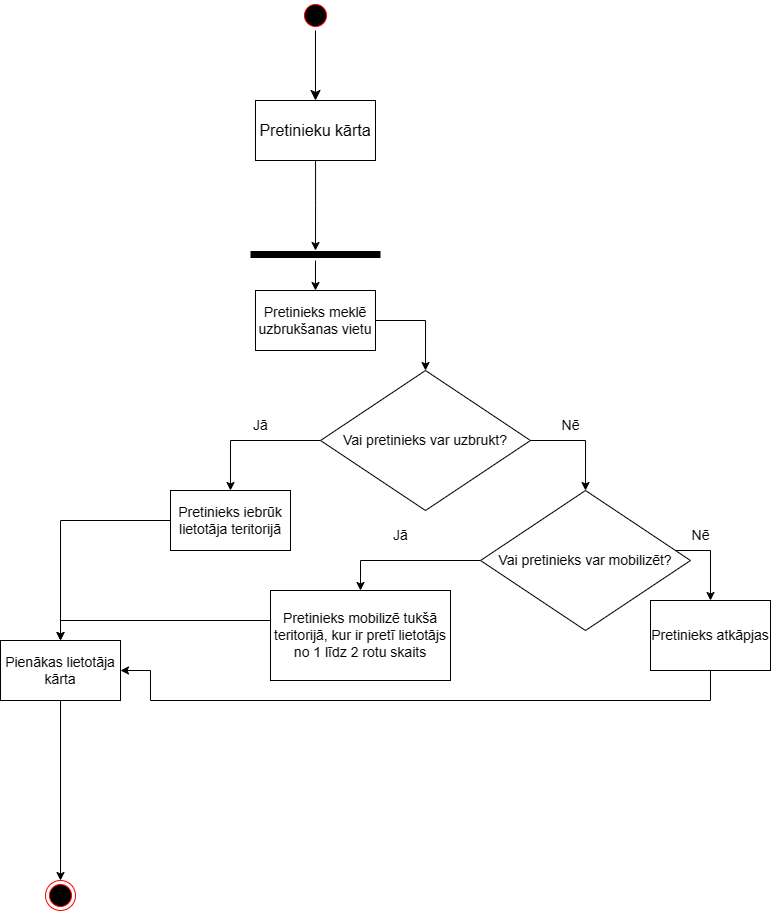 Pretinieku kārta
Pretinieks meklē
uzbrukšanas vietu
Vai pretinieks var uzbrukt?
Jā
Nē
Pretinieks iebrūk
lietotāja teritorijā
Vai pretinieks var mobilizēt?
Jā
Nē
Pretinieks mobilizē tukšā
teritorijā, kur ir pretī lietotājs
no 1 līdz 2 rotu skaits
Pretinieks atkāpjas
Pienākas lietotāja
kārta